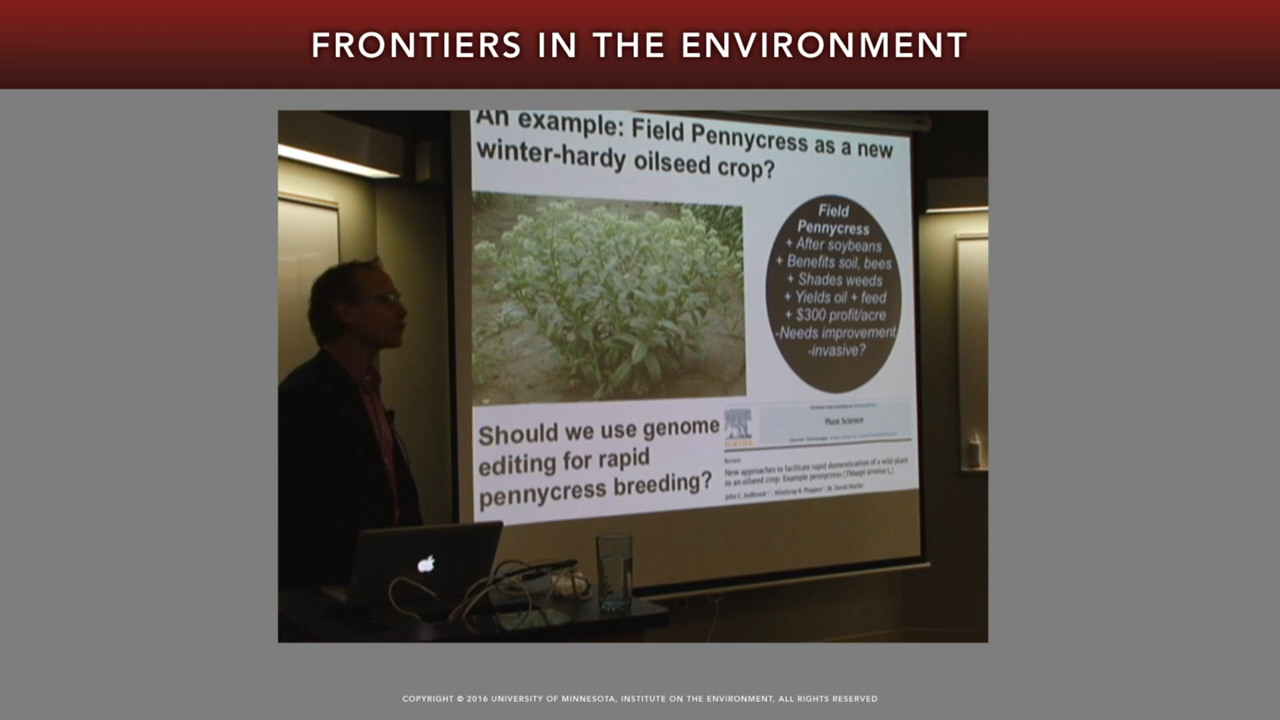 FRONTIERS IN THE ENVIRONMENT
An example: Field Pennycress as a new
winter-hardy oilseed crop?
Field
Pennycress
+ After soybeans
+ Benefits soil, bees
+ Shades weeds
+ Yields oil + feed
+ $300 profit/acre
-Needs improvement
-invasive?
Should we use genome
editing for rapid
pennycress breeding?
ELSEVIER
Plant Science
Review
New approaches to facilitate rapid domestication of a wild plant
to an oilseed crop: Example pennycress (Thlaspi arvense L.)
COPYRIGHT © 2016 UNIVERSITY OF MINNESOTA, INSTITUTE ON THE ENVIRONMENT, ALL RIGHTS RESERVED